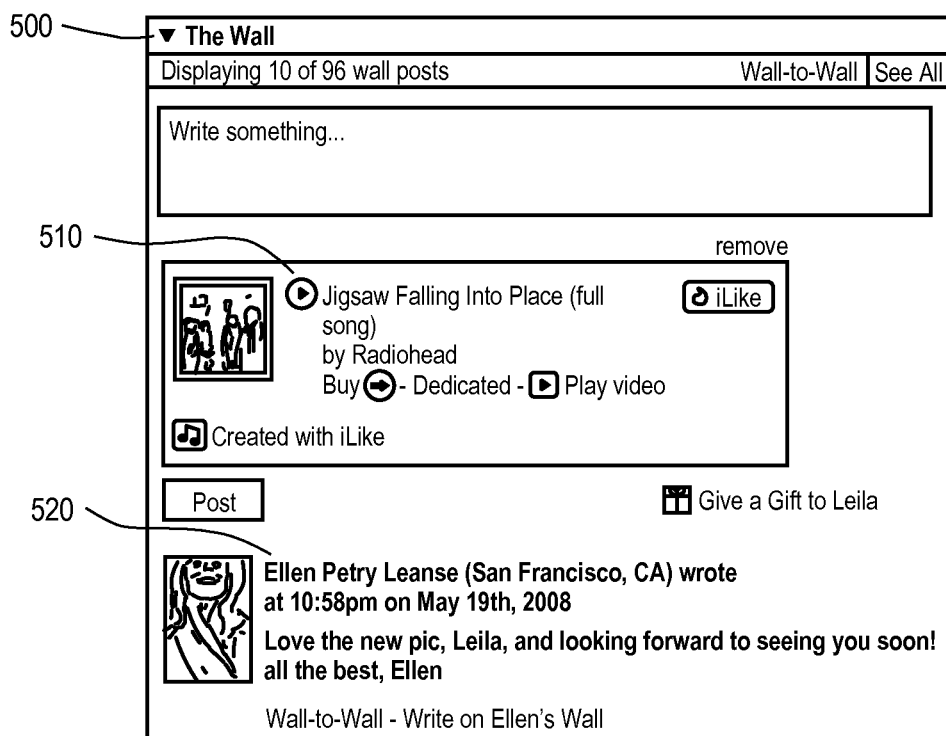 500
▼ The Wall
Displaying 10 of 96 wall posts Wall-to-Wall See All
Write something...
510
remove
Jigsaw Falling Into Place (full
song)
by Radiohead
Buy - Dedicated - Play video
iLike
Created with iLike
Post
Give a Gift to Leila
520
Ellen Petry Leanse (San Francisco, CA) wrote
at 10:58pm on May 19th, 2008
Love the new pic, Leila, and looking forward to seeing you soon!
all the best, Ellen
Wall-to-Wall - Write on Ellen's Wall